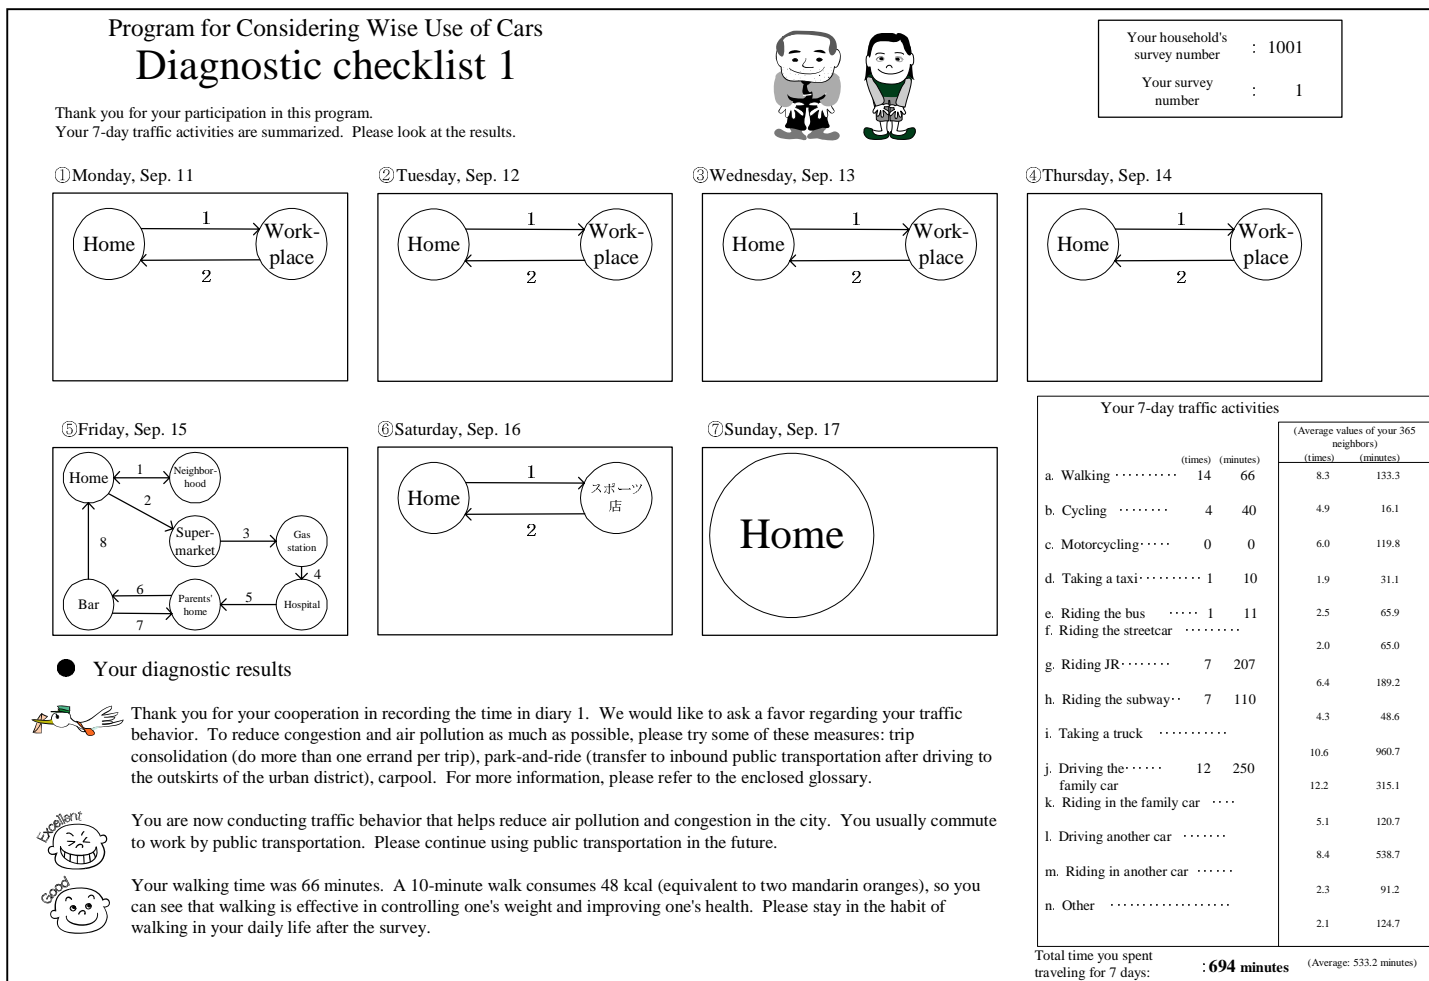 Program for Considering Wise Use of Cars
Diagnostic checklist 1
Thank you for your participation in this program.
Your 7-day traffic activities are summarized. Please look at the results.
Your household's
survey number : 1001
Your survey
number : 1
①Monday, Sep. 11
1
Home
Work-
place
2
②Tuesday, Sep. 12
1
Home
Work-
place
2
③Wednesday, Sep. 13
1
Home
Work-
place
2
④Thursday, Sep. 14
1
Home
Work-
place
2
⑤Friday, Sep. 15
Home
1
Neighbor-
hood
2
Super-
market
3
Gas
station
4
Hospital
5
Parents'
home
6
7
Bar
8
⑥Saturday, Sep. 16
1
Home
スポーツ
店
2
⑦Sunday, Sep. 17
Home
Your 7-day traffic activities
(Average values of your 365
neighbors)
(times) (minutes) (times) (minutes)
a. Walking ·········· 14 66 8.3 133.3
b. Cycling ········ 4 40 4.9 16.1
c. Motorcycling····· 0 0 6.0 119.8
d. Taking a taxi·········· 1 10 1.9 31.1
e. Riding the bus ····· 1 11 2.5 65.9
f. Riding the streetcar ········· 2.0 65.0
g. Riding JR········ 7 207 6.4 189.2
h. Riding the subway·· 7 110 4.3 48.6
i. Taking a truck ··········· 10.6 960.7
j. Driving the······ 12 250 12.2 315.1
family car
k. Riding in the family car ···· 5.1 120.7
l. Driving another car ······· 8.4 538.7
m. Riding in another car ······ 2.3 91.2
n. Other ··················· 2.1 124.7
Total time you spent
traveling for 7 days: :694 minutes (Average: 533.2 minutes)
● Your diagnostic results
Thank you for your cooperation in recording the time in diary 1. We would like to ask a favor regarding your traffic
behavior. To reduce congestion and air pollution as much as possible, please try some of these measures: trip
consolidation (do more than one errand per trip), park-and-ride (transfer to inbound public transportation after driving to
the outskirts of the urban district), carpool. For more information, please refer to the enclosed glossary.
Excellent
You are now conducting traffic behavior that helps reduce air pollution and congestion in the city. You usually commute
to work by public transportation. Please continue using public transportation in the future.
Good
Your walking time was 66 minutes. A 10-minute walk consumes 48 kcal (equivalent to two mandarin oranges), so you
can see that walking is effective in controlling one's weight and improving one's health. Please stay in the habit of
walking in your daily life after the survey.